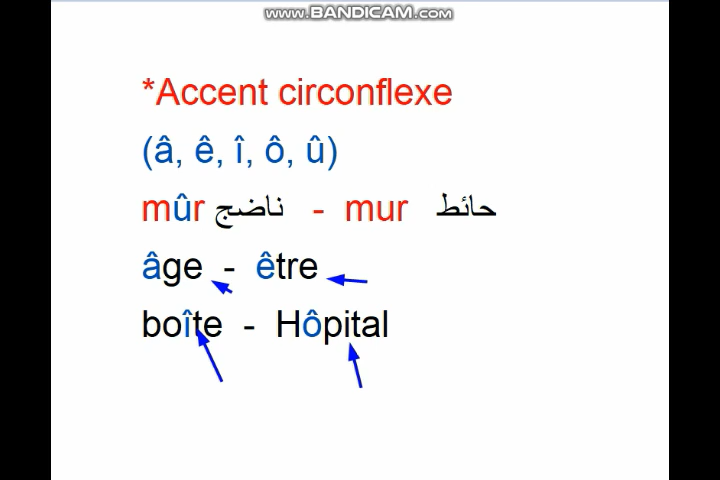 www.BANDICAM.com
*Accent circonflexe
(â, ê, î, ô, û)
mûr ناضج - mur حائط
âge - être
boîte - Hôpital